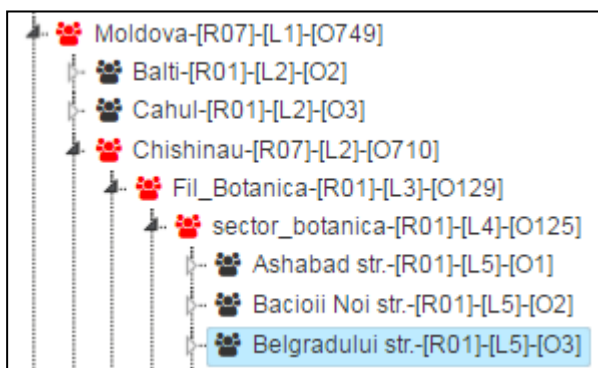 Moldova-[R07]-[L1]-[O749]
Balti-[R01]-[L2]-[O2]
Cahul-[R01]-[L2]-[O3]
Chishinau-[R07]-[L2]-[O710]
Fil_Botanica-[R01]-[L3]-[O129]
sector_botanica-[R01]-[L4]-[O125]
Ashabad str.-[R01]-[L5]-[O1]
Bacioii Noi str.-[R01]-[L5]-[O2]
Belgradului str.-[R01]-[L5]-[O3]